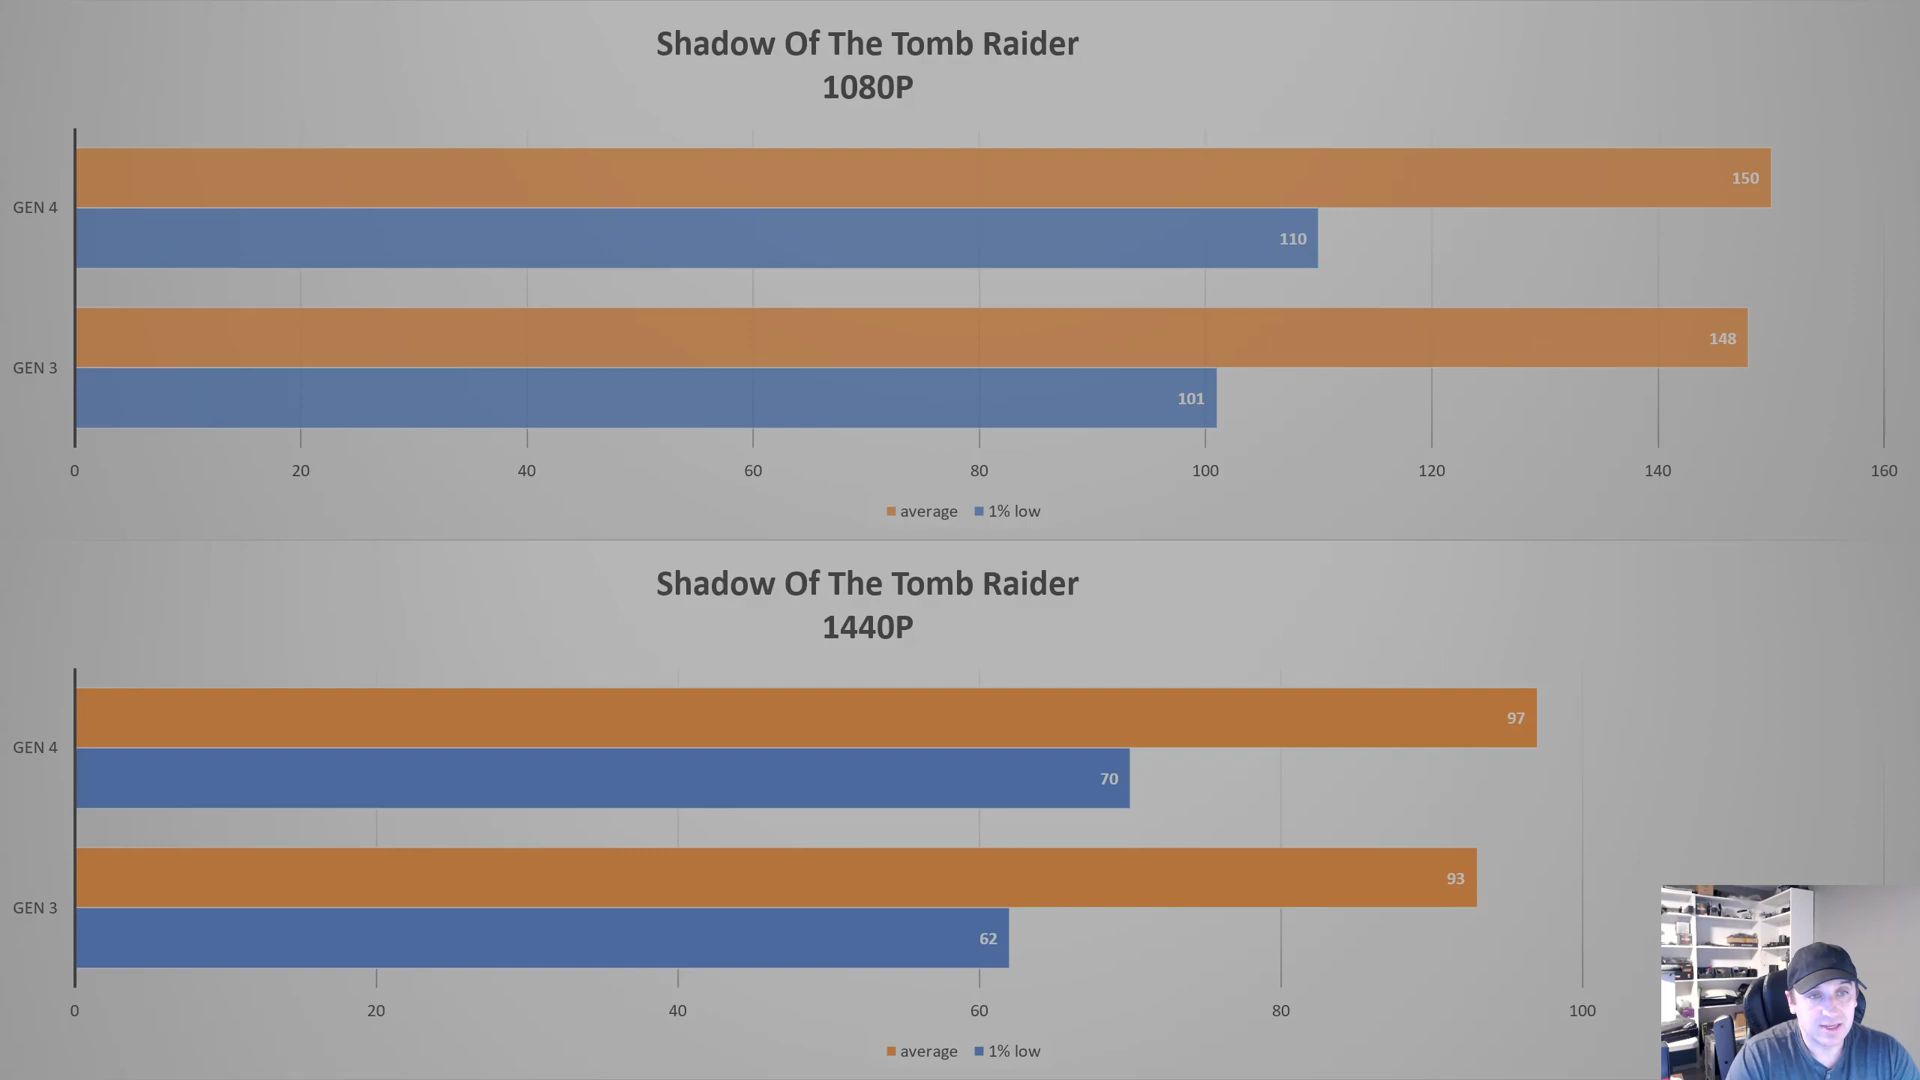 Shadow Of The Tomb Raider
1080P
GEN 4
150
110
GEN 3
148
101
0 20 40 60 80 100 120 140 160
average 1% low
Shadow Of The Tomb Raider
1440P
GEN 4
97
70
GEN 3
93
62
0 20 40 60 80 100
average 1% low